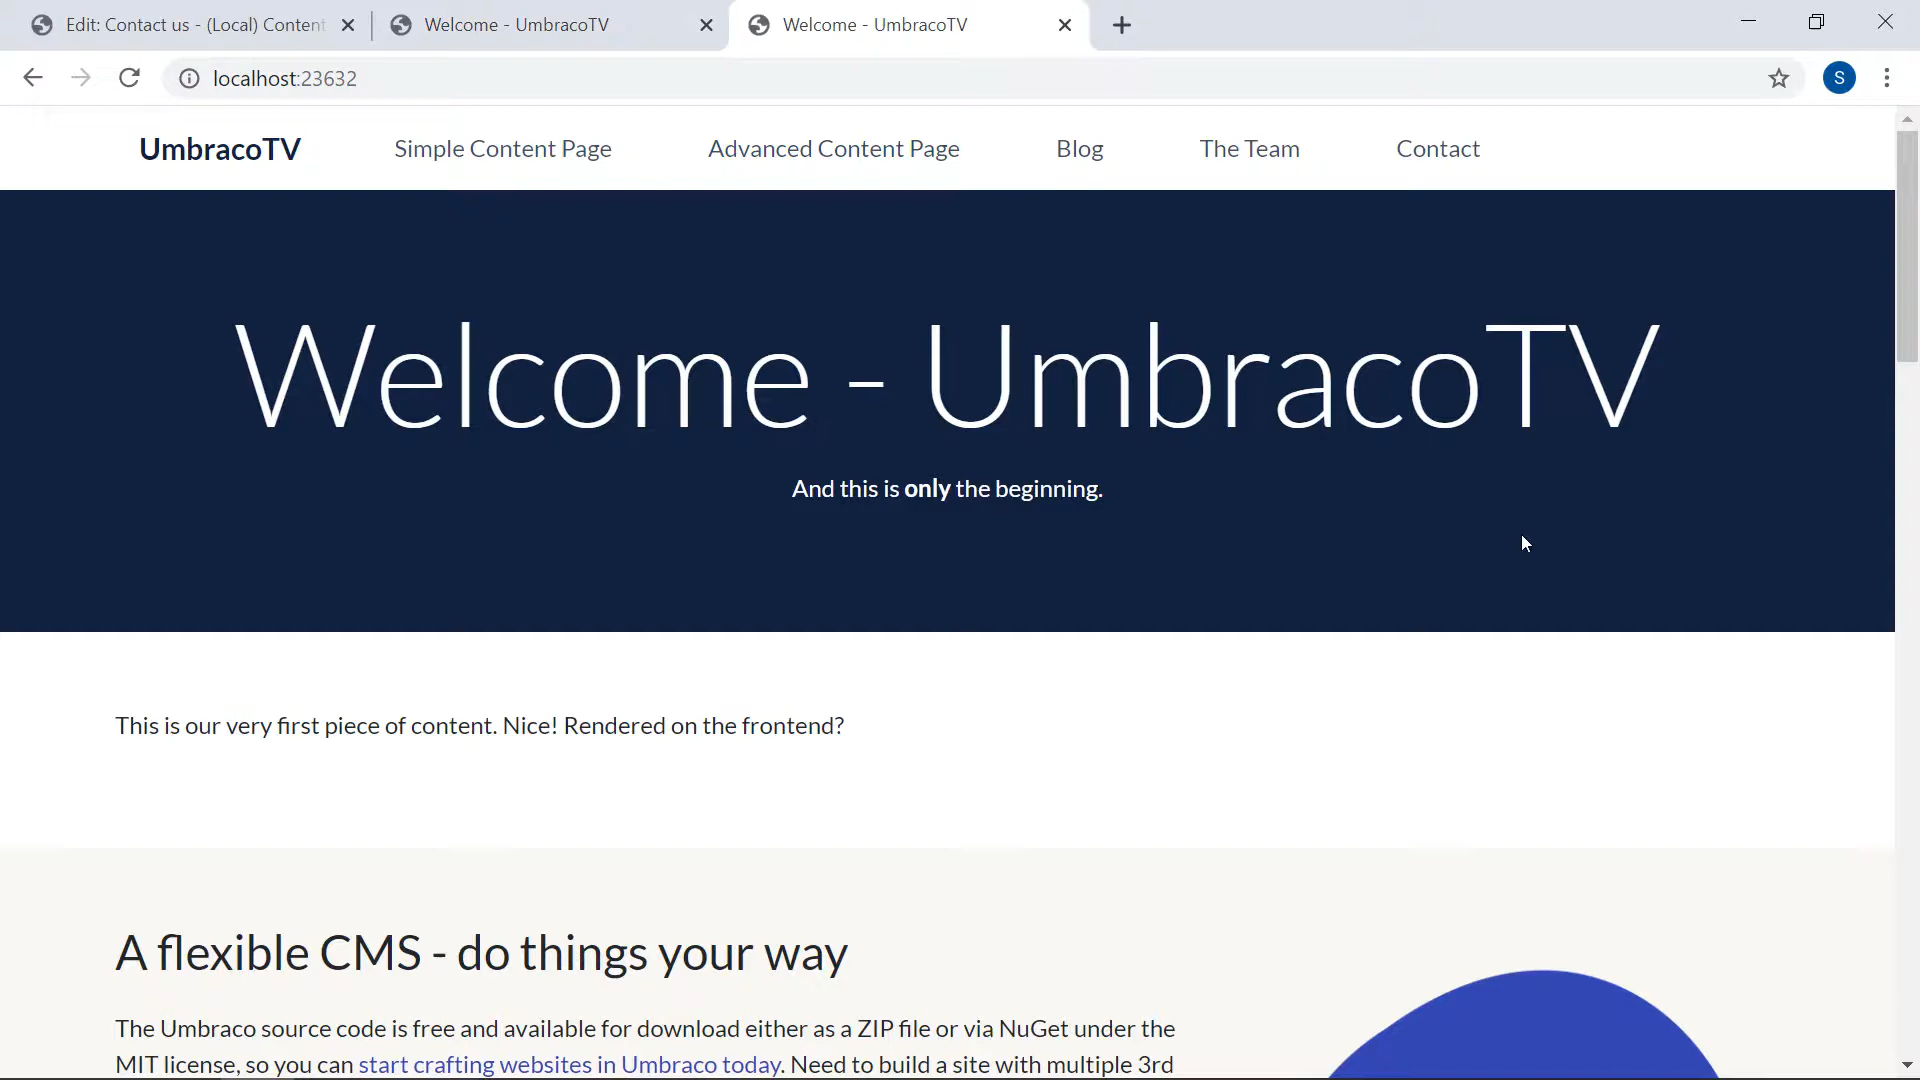 Edit: Contact us - (Local) Content
Welcome - UmbracoTV
Welcome - UmbracoTV
localhost:23632
S
UmbracoTV
Simple Content Page
Advanced Content Page
Blog
The Team
Contact
Welcome - UmbracoTV
And this is only the beginning.
This is our very first piece of content. Nice! Rendered on the frontend?
A flexible CMS - do things your way
The Umbraco source code is free and available for download either as a ZIP file or via NuGet under the
MIT license, so you can start crafting websites in Umbraco today. Need to build a site with multiple 3rd